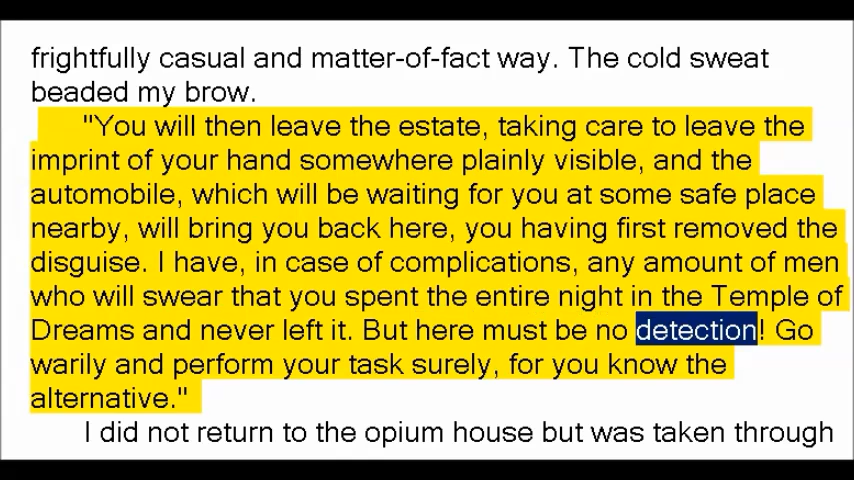 frightfully casual and matter-of-fact way. The cold sweat
beaded my brow.
"You will then leave the estate, taking care to leave the
imprint of your hand somewhere plainly visible, and the
automobile, which will be waiting for you at some safe place
nearby, will bring you back here, you having first removed the
disguise. I have, in case of complications, any amount of men
who will swear that you spent the entire night in the Temple of
Dreams and never left it. But here must be no detection! Go
warily and perform your task surely, for you know the
alternative."
I did not return to the opium house but was taken through